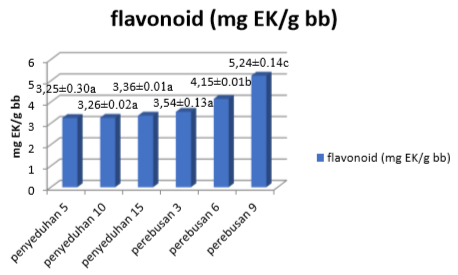 flavonoid (mg EK/g bb)
mg EK/g bb
6
5
4
3
2
1
0
3,25±0.30a
3,26±0.02a
3,36±0.01a
3,54±0.13a
4,15±0.01b
5,24±0.14c
penyeduhan 5
penyeduhan 10
penyeduhan 15
perebusan 3
perebusan 6
perebusan 9
flavonoid (mg EK/g bb)